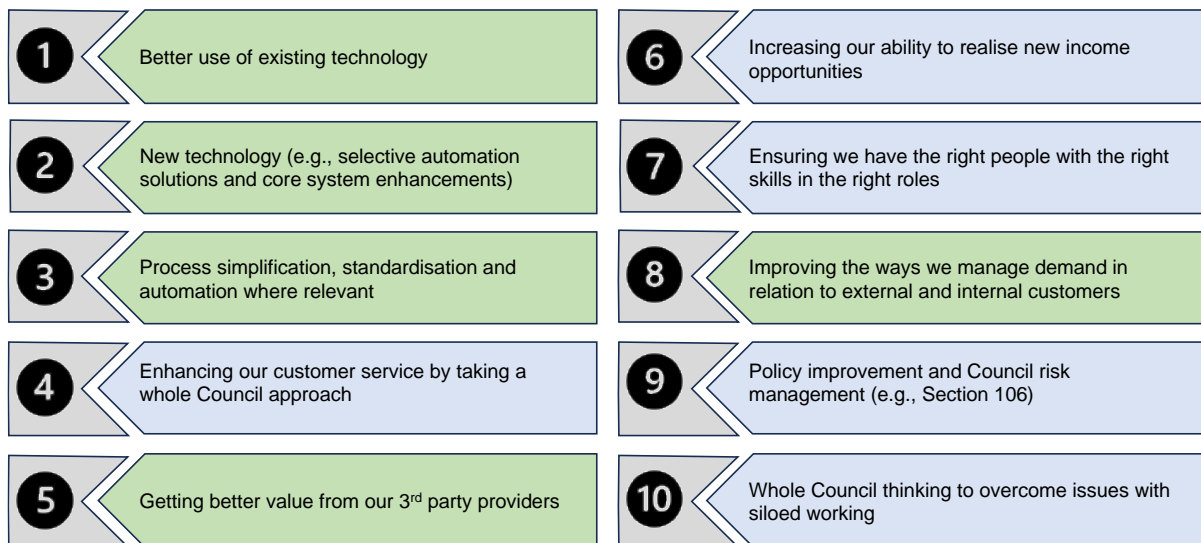 1
Better use of existing technology
2
New technology (e.g., selective automation
solutions and core system enhancements)
3
Process simplification, standardisation and
automation where relevant
4
Enhancing our customer service by taking a
whole Council approach
5
Getting better value from our 3rd party providers
6
Increasing our ability to realise new income
opportunities
7
Ensuring we have the right people with the right
skills in the right roles
8
Improving the ways we manage demand in
relation to external and internal customers
9
Policy improvement and Council risk
management (e.g., Section 106)
10
Whole Council thinking to overcome issues with
siloed working